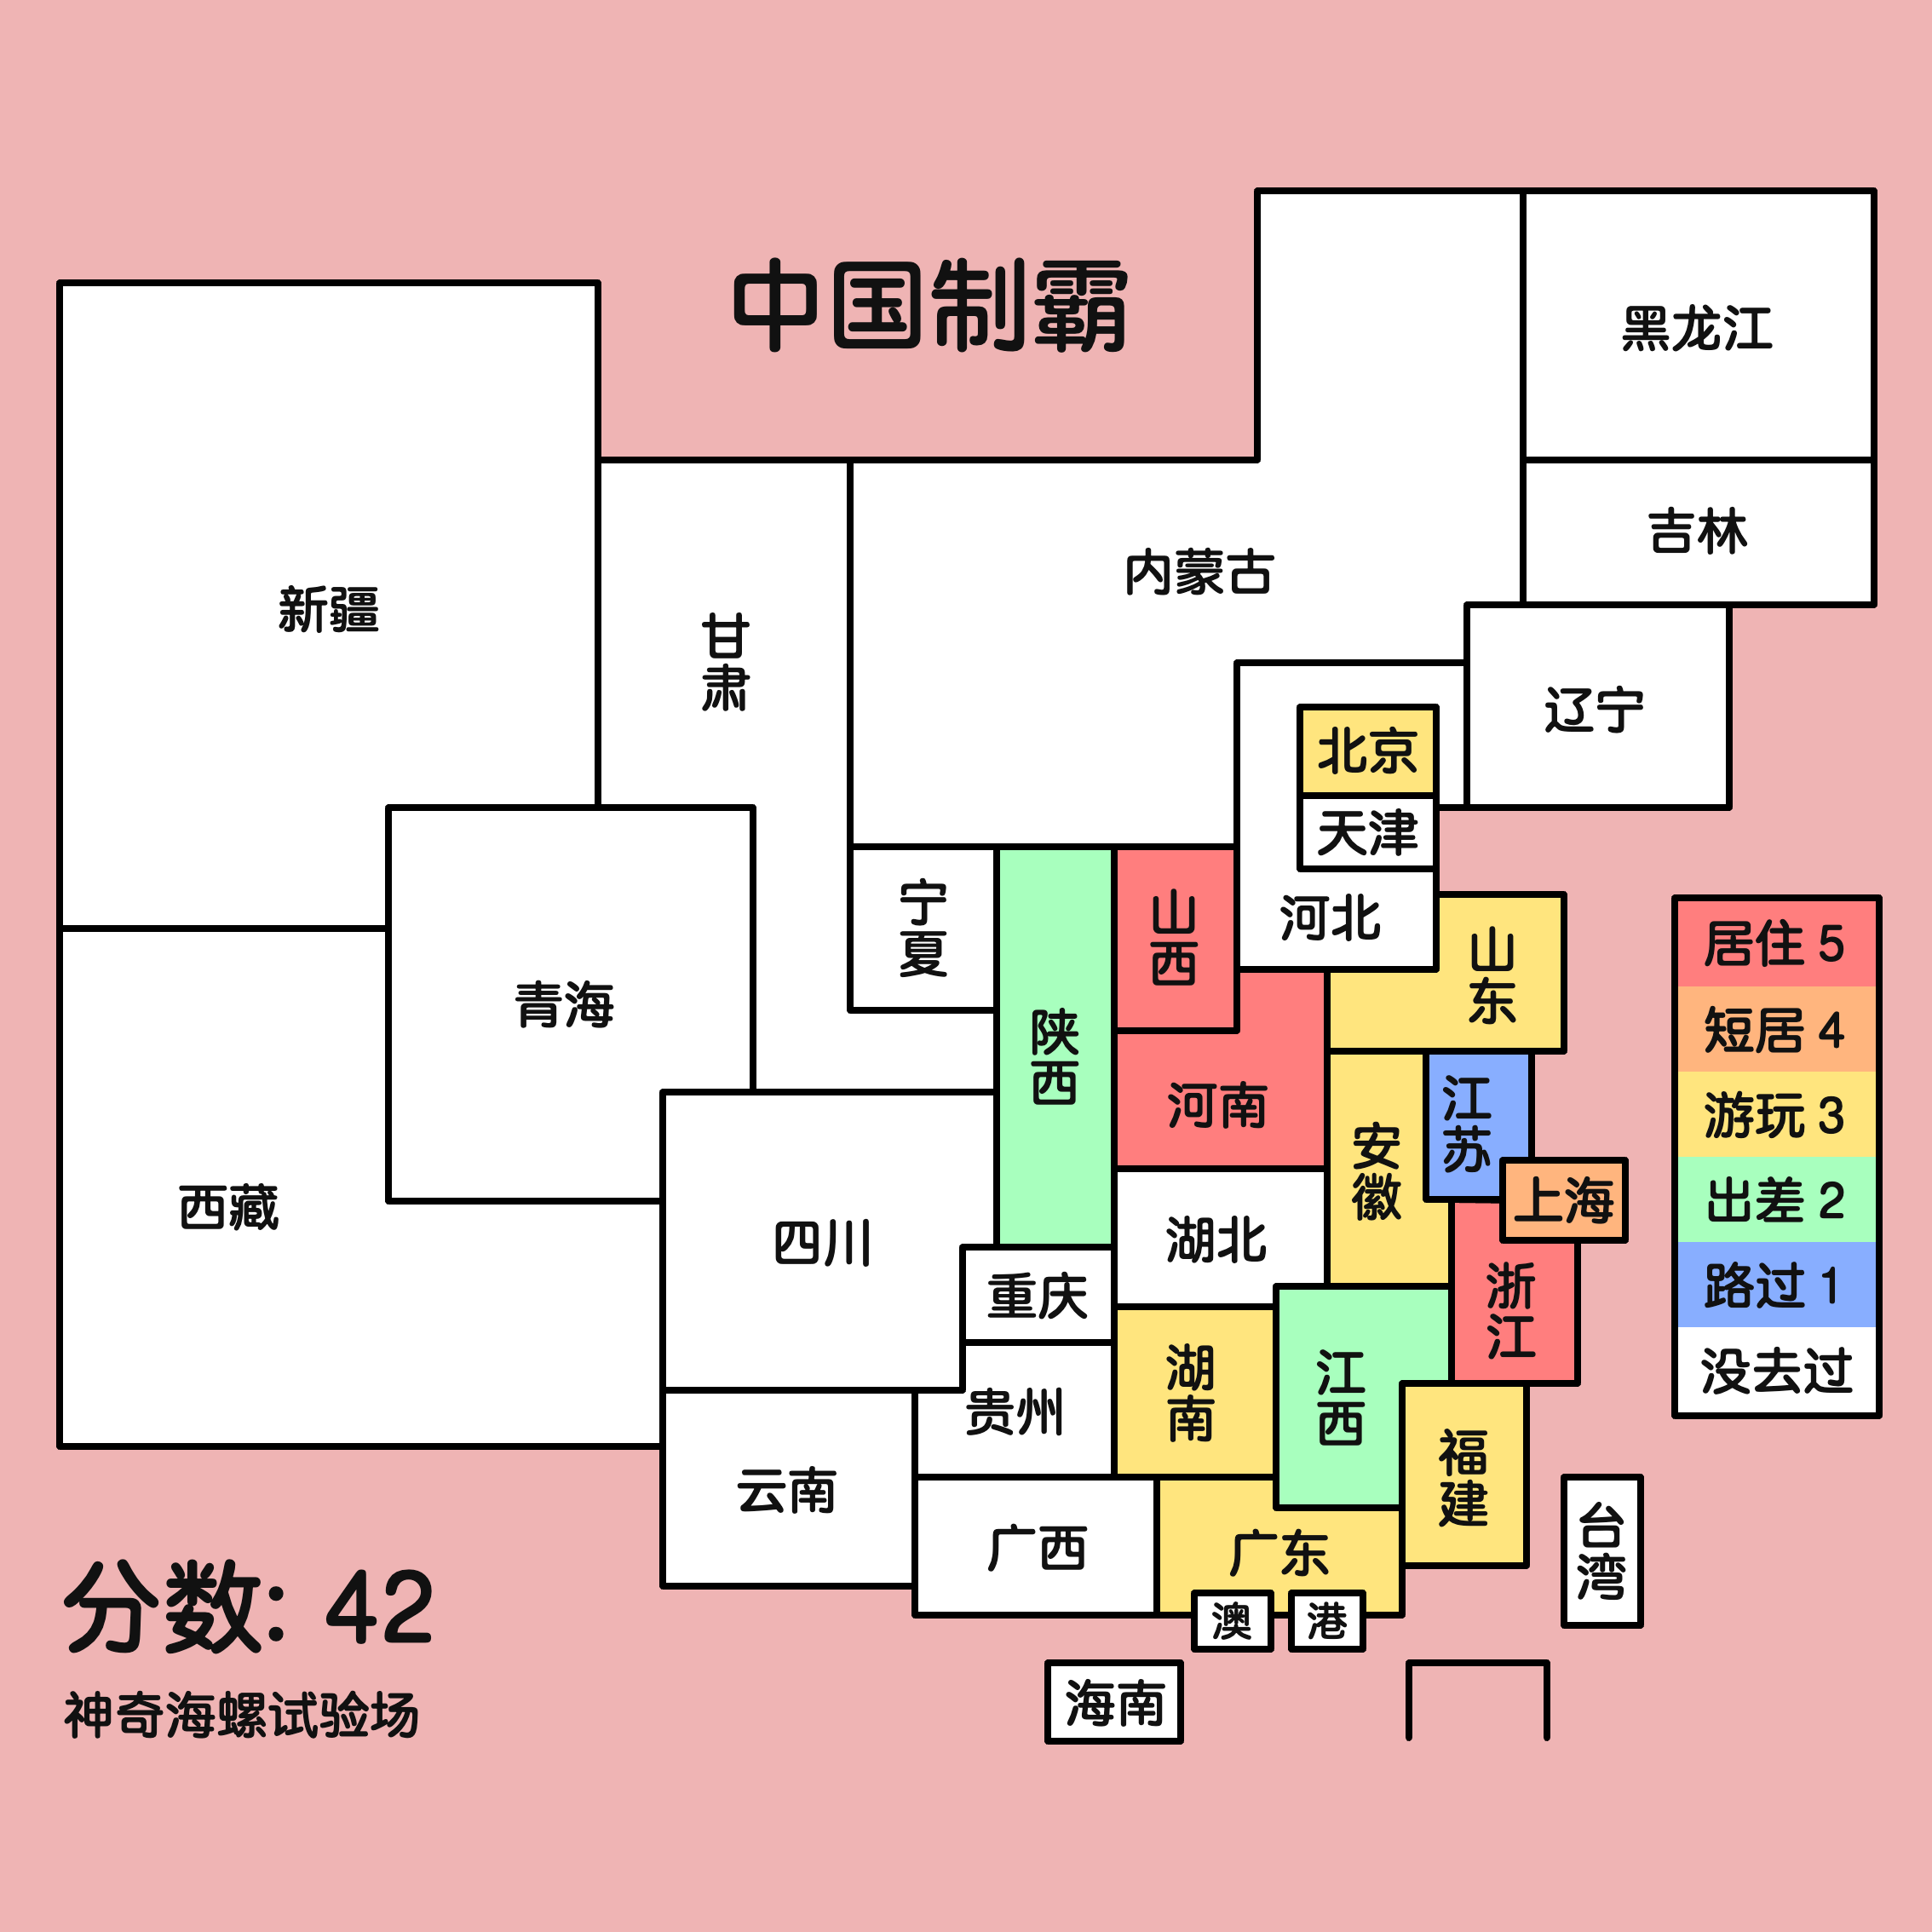 中国制霸
黑龙江
吉林
内蒙古
新疆
甘肃
辽宁
北京
天津
河北
宁夏
山西
山东
青海
陕西
河南
江苏
安徽
上海
西藏
四川
湖北
重庆
浙江
湖南
江西
贵州
福建
云南
广西
广东
台湾
澳
港
海南
居住 5
短居 4
游玩 3
出差 2
路过 1
没去过
分数: 42
神奇海螺试验场